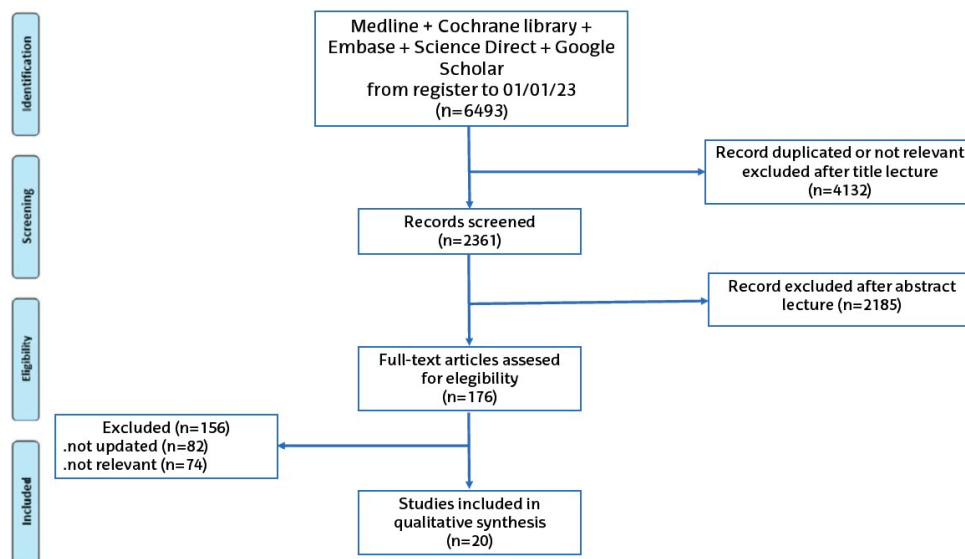 Identification
Medline + Cochrane library +
Embase + Science Direct + Google
Scholar
from register to 01/01/23
(n=6493)
Record duplicated or not relevant
excluded after title lecture
(n=4132)
Screening
Records screened
(n=2361)
Record excluded after abstract
lecture (n=2185)
Eligibility
Full-text articles assesed
for elegibility
(n=176)
Excluded (n=156)
.not updated (n=82)
.not relevant (n=74)
Included
Studies included in
qualitative synthesis
(n=20)